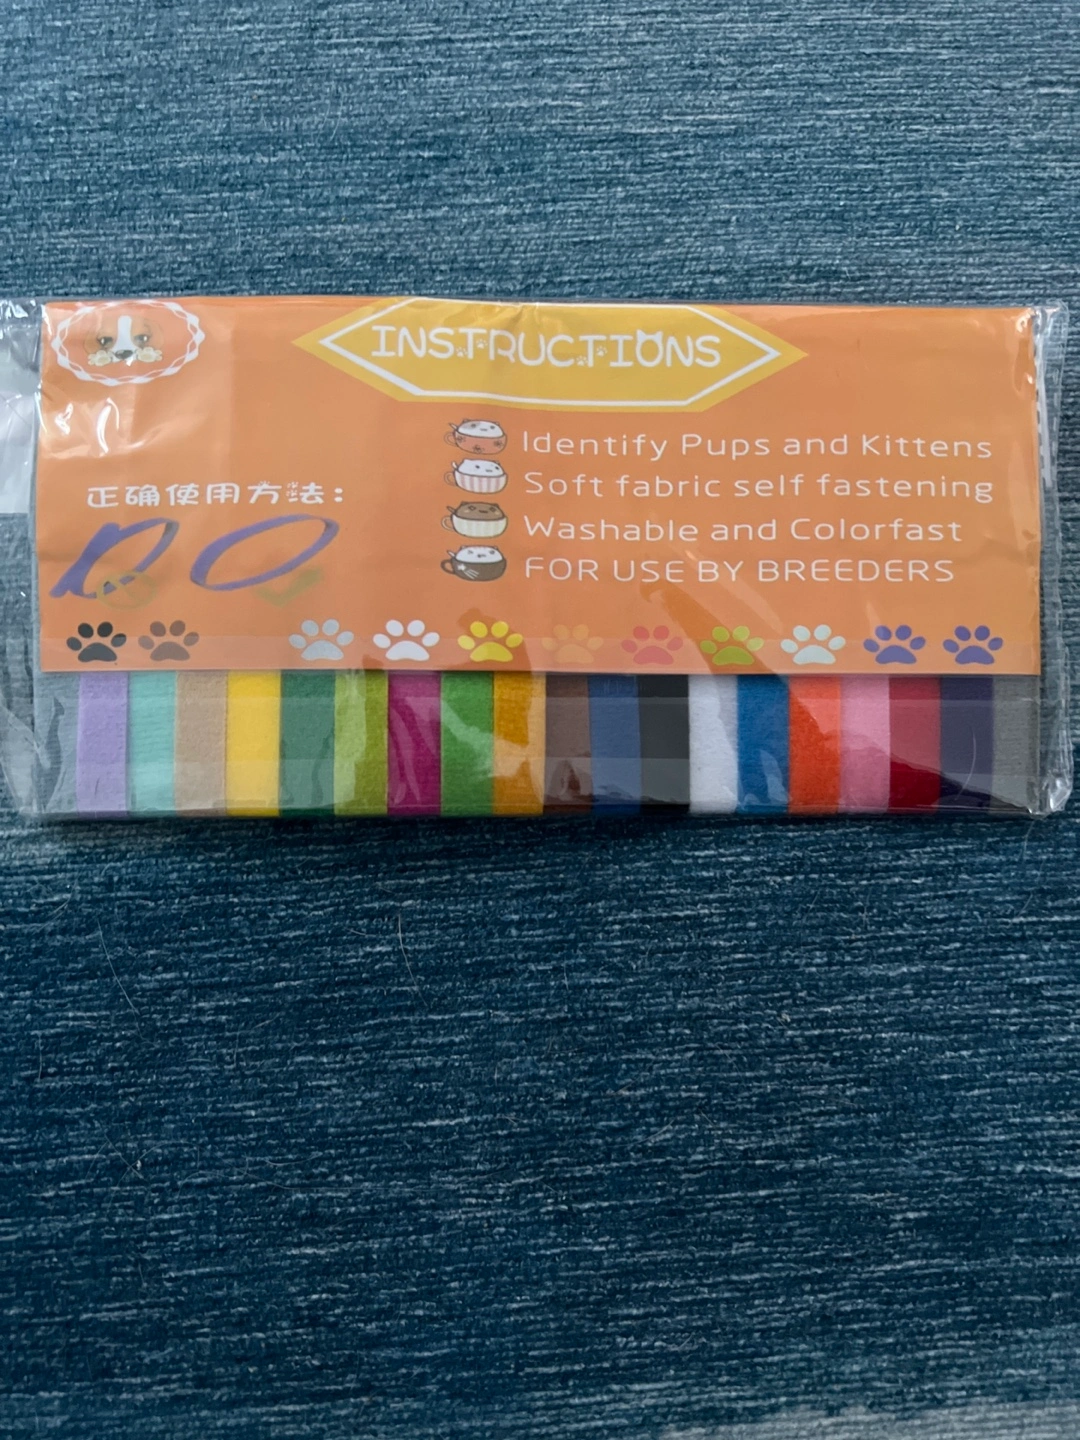 INSTRUCTIONS
Identify Pups and Kittens
Soft fabric self fastening
Washable and Colorfast
FOR USE BY BREEDERS
正确使用方法: